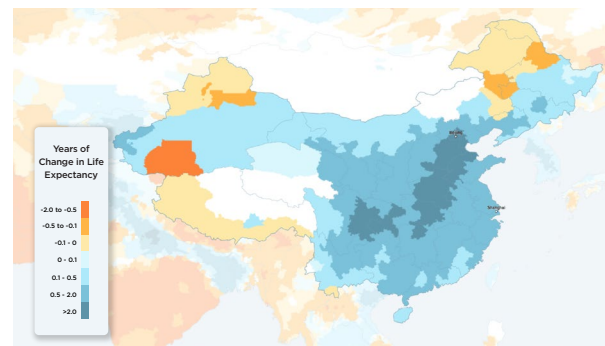 Beijing
Years of
Change in Life
Expectancy
Shanghai
-2.0 to -0.5
-0.5 to -0.1
-0.1 - 0
0 - 0.1
0.1 - 0.5
0.5 - 2.0
>2.0